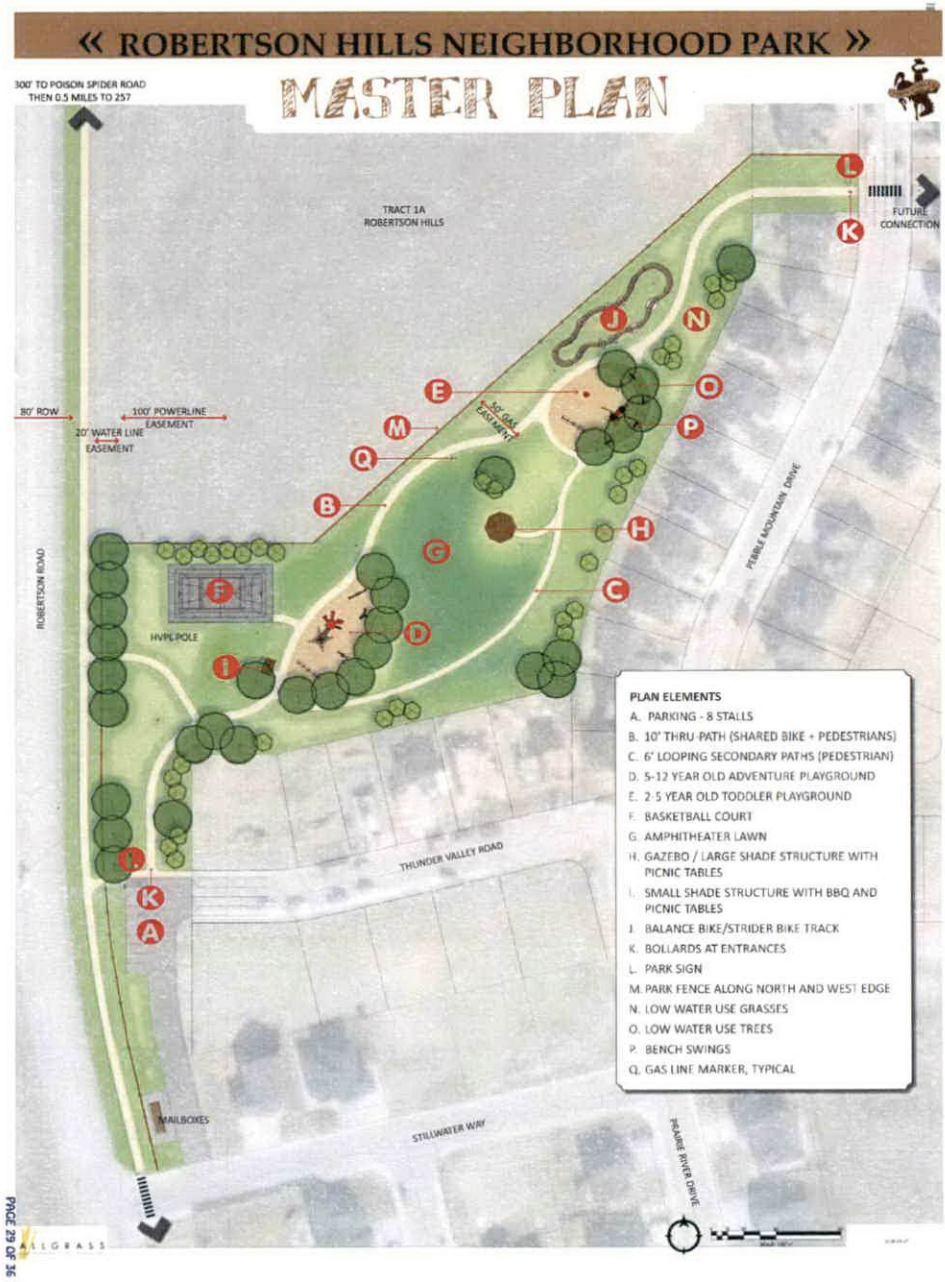 « ROBERTSON HILLS NEIGHBORHOOD PARK »
MASTER PLAN
300' TO POISON SPIDER ROAD
THEN 0.5 MILES TO 257
L
TRACT 1A
ROBERTSON HILLS
FUTURE
CONNECTION
K
J
N
E
O
80' ROW
100' POWERLINE
EASEMENT
20' WATER LINE
EASEMENT
50' GAS
EASEMENT
M
P
Q
B
H
G
PEBBLE MOUNTAIN DRIVE
ROBERTSON ROAD
F
C
HVPL POLE
D
I
PLAN ELEMENTS
A. PARKING - 8 STALLS
B. 10' THRU-PATH (SHARED BIKE + PEDESTRIANS)
C. 6' LOOPING SECONDARY PATHS (PEDESTRIAN)
D. 5-12 YEAR OLD ADVENTURE PLAYGROUND
E. 2-5 YEAR OLD TODDLER PLAYGROUND
F. BASKETBALL COURT
G. AMPHITHEATER LAWN
H. GAZEBO / LARGE SHADE STRUCTURE WITH
PICNIC TABLES
I. SMALL SHADE STRUCTURE WITH BBQ AND
PICNIC TABLES
J. BALANCE BIKE/STRIDER BIKE TRACK
K. BOLLARDS AT ENTRANCES
L. PARK SIGN
M. PARK FENCE ALONG NORTH AND WEST EDGE
N. LOW WATER USE GRASSES
O. LOW WATER USE TREES
P. BENCH SWINGS
Q. GAS LINE MARKER, TYPICAL
THUNDER VALLEY ROAD
L
K
A
MAILBOXES
STILLWATER WAY
PRAIRIE RIVER DRIVE
PAGE 29 OF 36